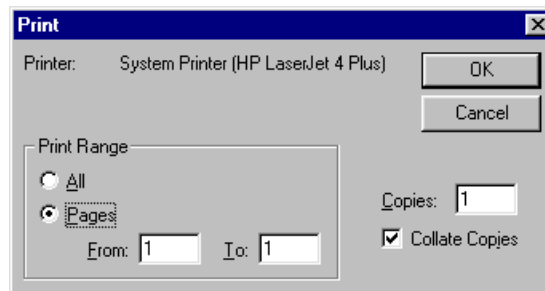 Print
Printer: System Printer (HP LaserJet 4 Plus)
OK
Cancel
Print Range
All
Pages
From: 1 To: 1
Copies: 1
Collate Copies